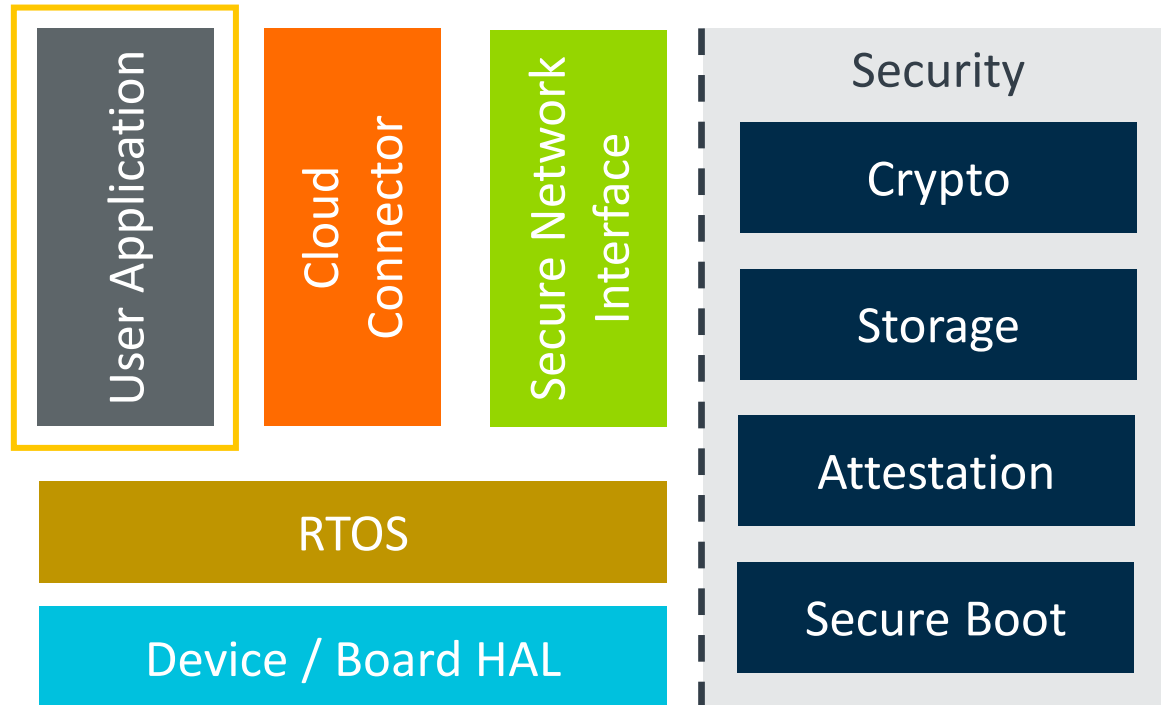 User Application
Cloud
Connector
Secure Network
Interface
RTOS
Device / Board HAL
Security
Crypto
Storage
Attestation
Secure Boot